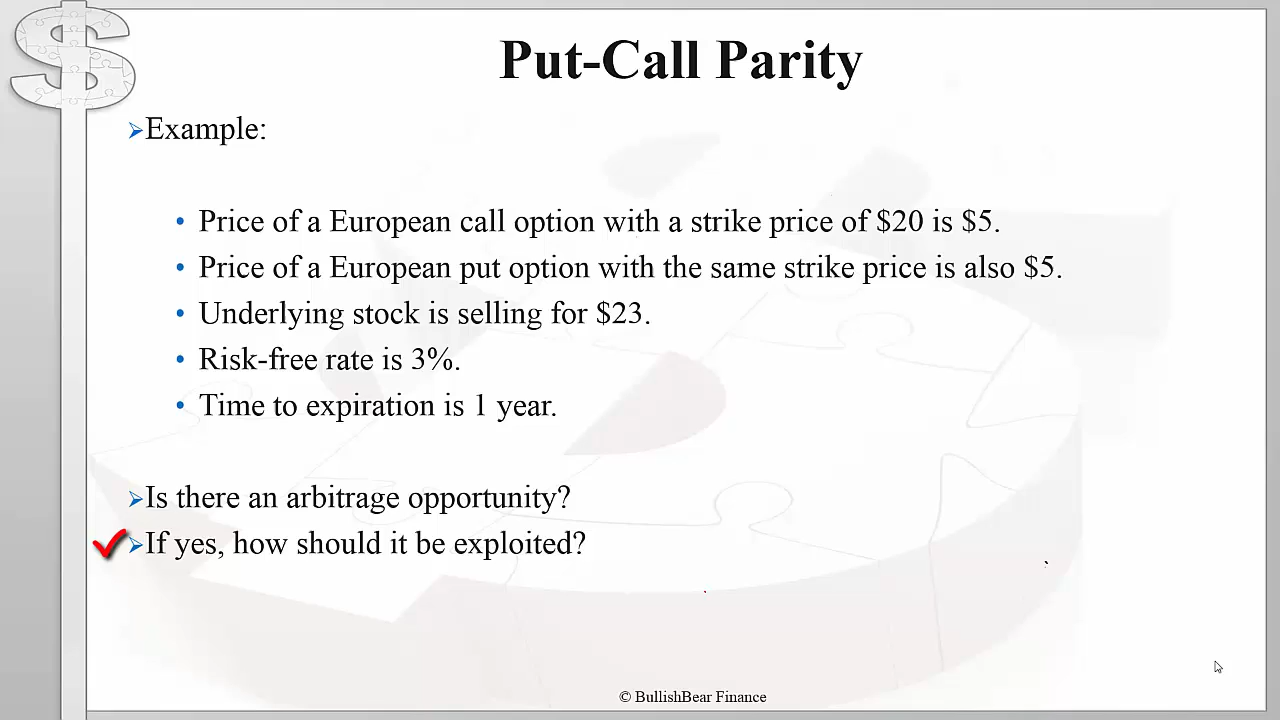 Put-Call Parity
Example:
Price of a European call option with a strike price of $20 is $5.
Price of a European put option with the same strike price is also $5.
Underlying stock is selling for $23.
Risk-free rate is 3%.
Time to expiration is 1 year.
Is there an arbitrage opportunity?
If yes, how should it be exploited?
© BullishBear Finance